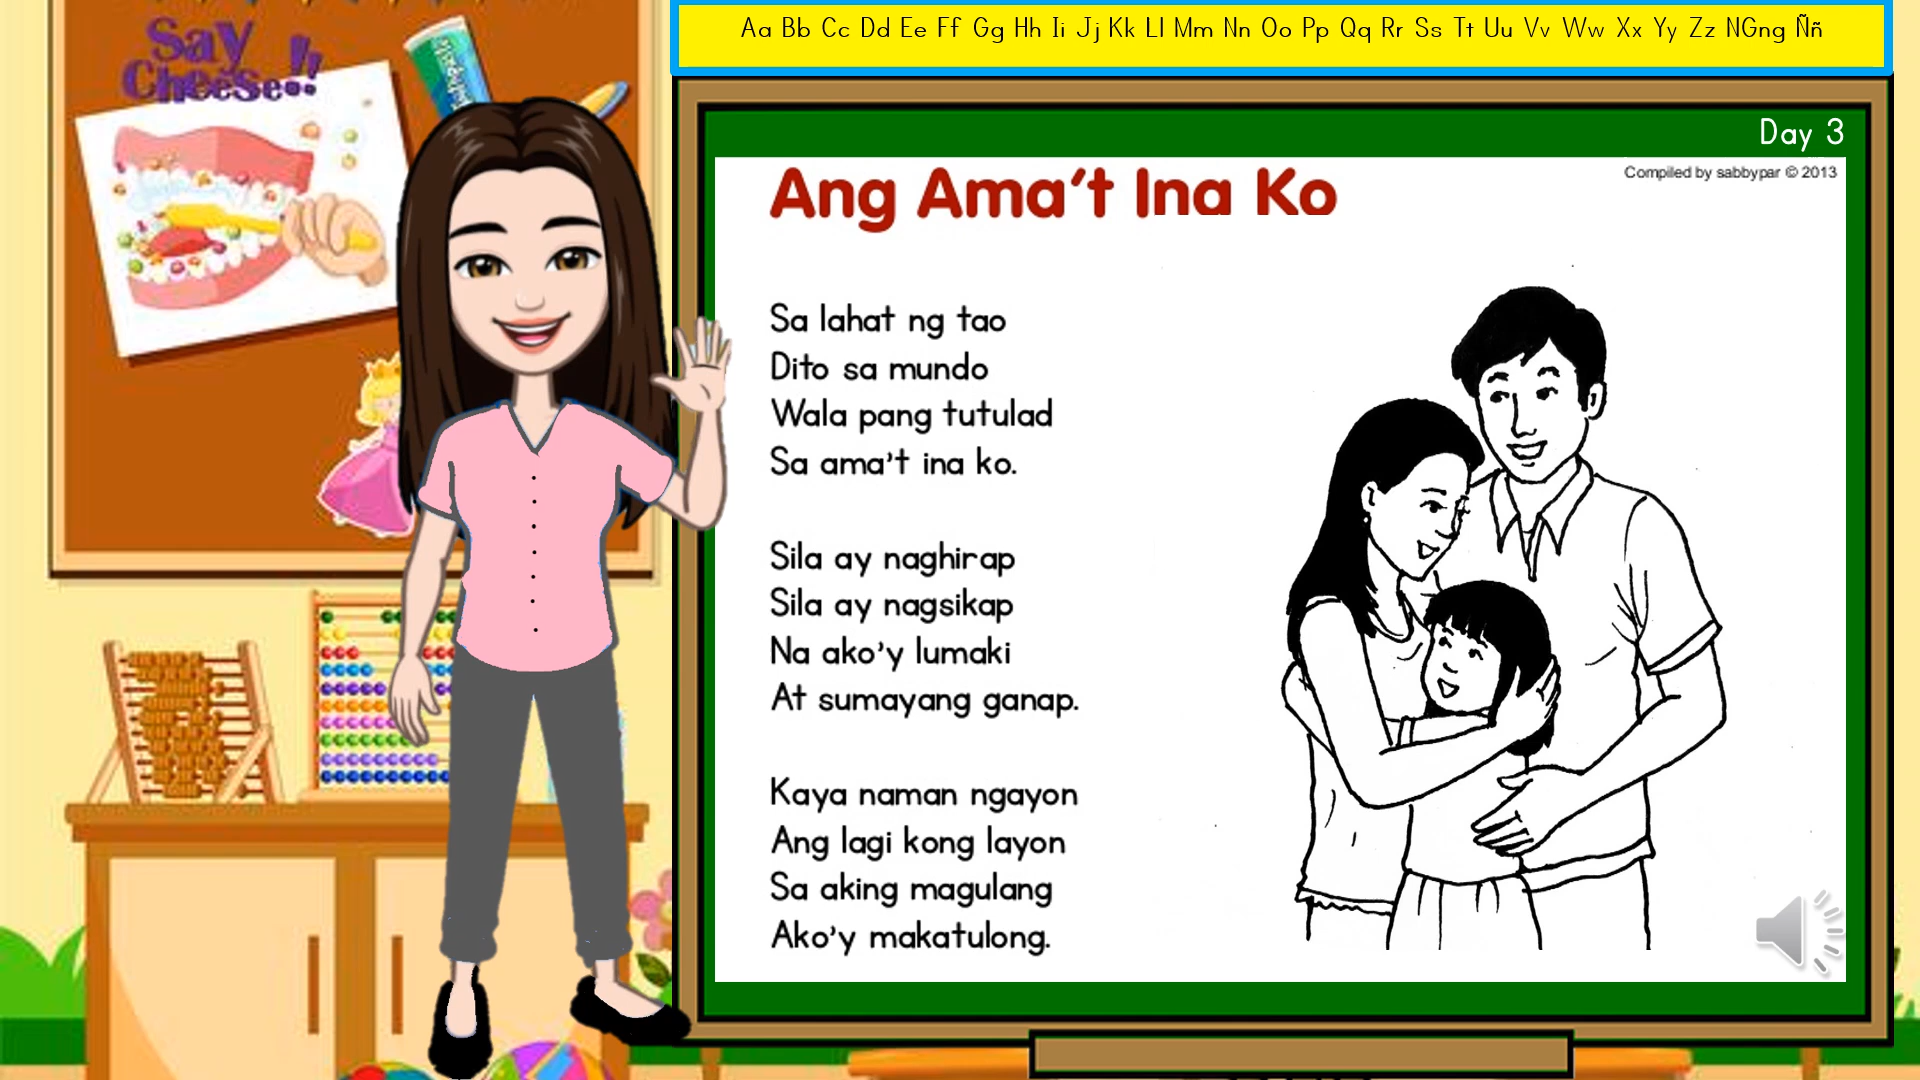 Say
Cheese!!
Aa Bb Cc Dd Ee Ff Gg Hh Ii Jj Kk Ll Mm Nn Oo Pp Qq Rr Ss Tt Uu Vv Ww Xx Yy Zz NGng Ññ
Day 3
Compiled by sabbypar © 2013
Ang Ama't Ina Ko
Sa lahat ng tao
Dito sa mundo
Wala pang tutulad
Sa ama't ina ko.
Sila ay naghirap
Sila ay nagsikap
Na ako'y lumaki
At sumayang ganap.
Kaya naman ngayon
Ang lagi kong layon
Sa aking magulang
Ako'y makatulong.